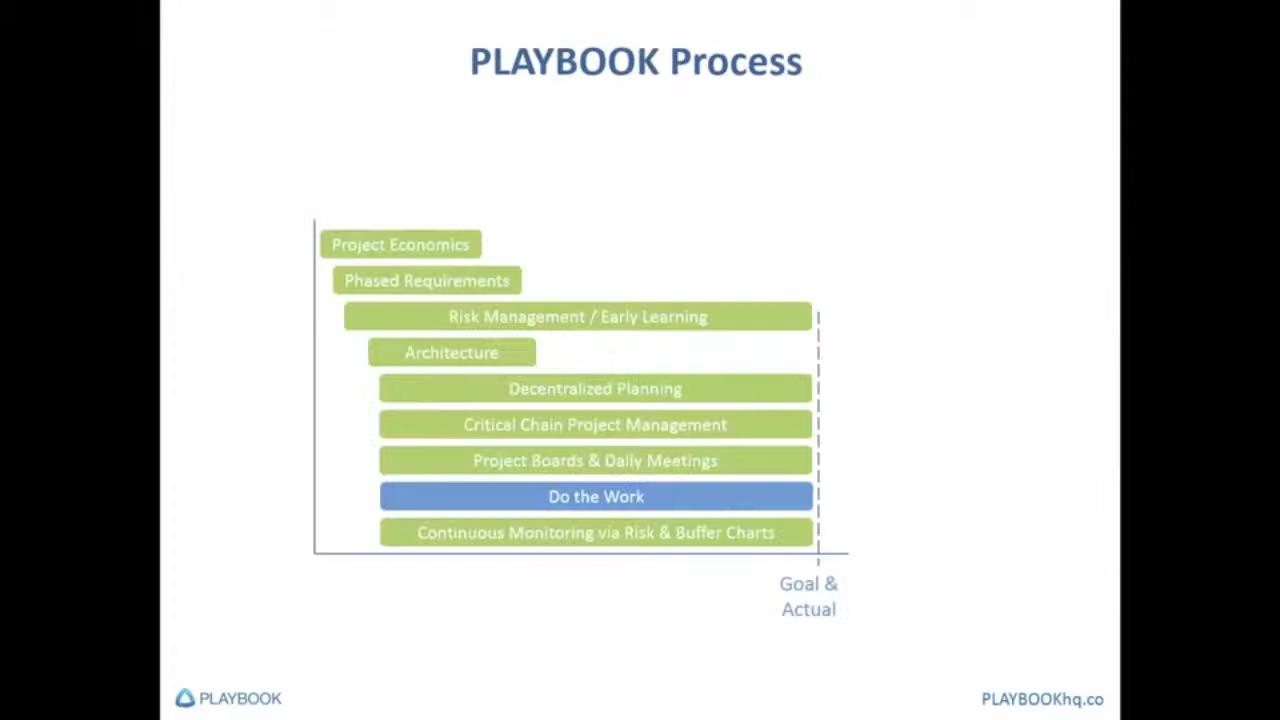 PLAYBOOK Process
Project Economics
Phased Requirements
Risk Management / Early Learning
Architecture
Decentralized Planning
Critical Chain Project Management
Project Boards & Daily Meetings
Do the Work
Continuous Monitoring via Risk & Buffer Charts
Goal &
Actual
PLAYBOOK
PLAYBOOKhq.co